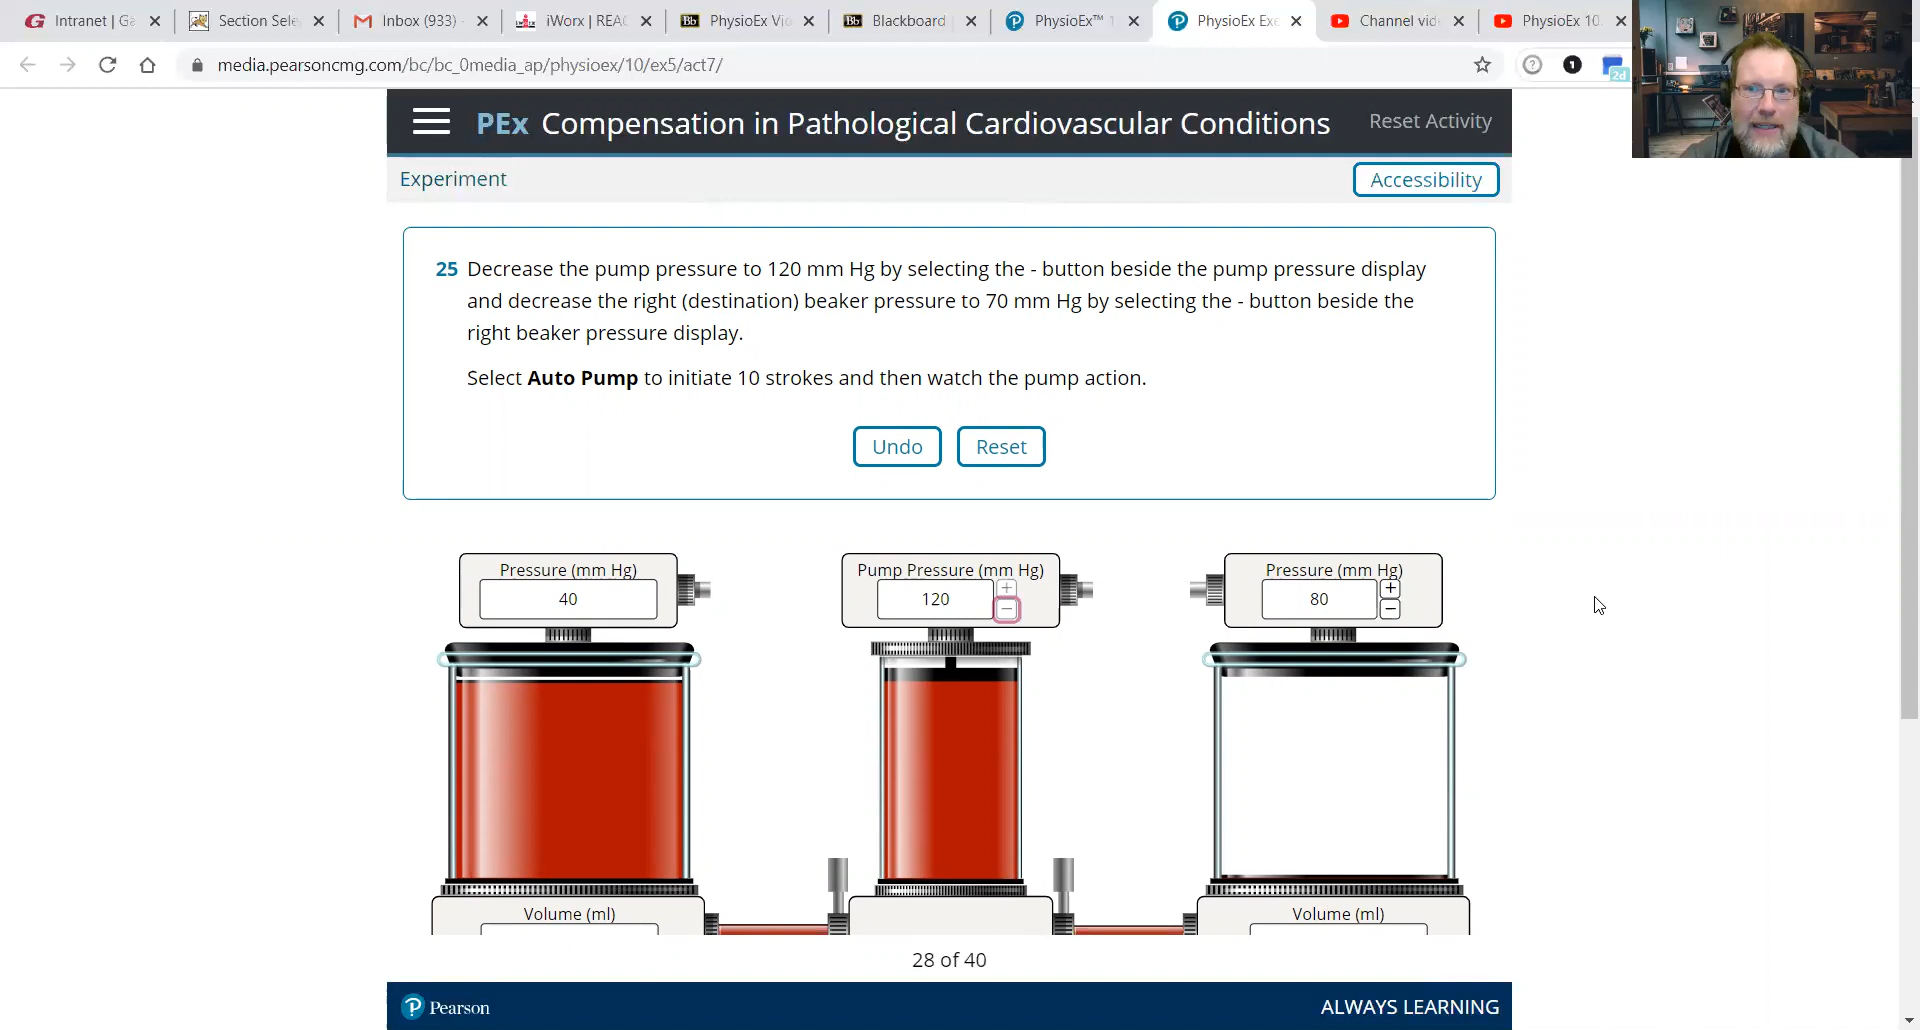 Intranet | Ga
Section Sele
Inbox (933) -
iWorx | REA
PhysioEx Vi
Blackboard
PhysioEx™ 1
PhysioEx Exe
Channel vid
PhysioEx 10.
media.pearsoncmg.com/bc/bc_0media_ap/physioex/10/ex5/act7/
2d
PEx Compensation in Pathological Cardiovascular Conditions
Reset Activity
Experiment
Accessibility
25 Decrease the pump pressure to 120 mm Hg by selecting the - button beside the pump pressure display
and decrease the right (destination) beaker pressure to 70 mm Hg by selecting the - button beside the
right beaker pressure display.
Select Auto Pump to initiate 10 strokes and then watch the pump action.
Undo Reset
Pressure (mm Hg)
40
Pump Pressure (mm Hg)
120
+
−
Pressure (mm Hg)
80
+
−
Volume (ml)
Volume (ml)
28 of 40
Pearson
ALWAYS LEARNING